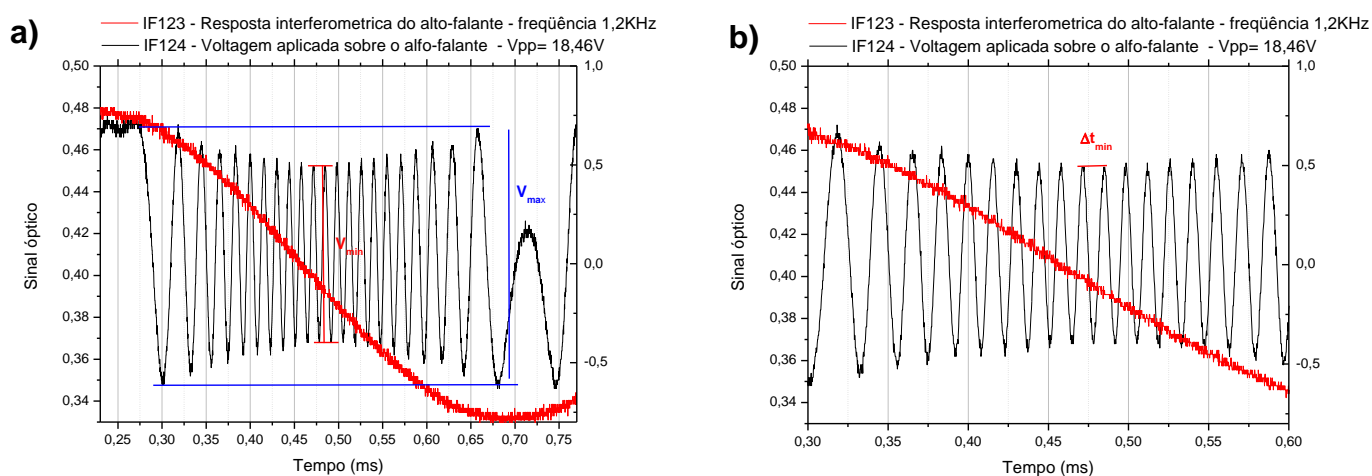 a)
IF123 - Resposta interferometrica do alto-falante - freqüência 1,2KHz
IF124 - Voltagem aplicada sobre o alfo-falante - Vpp= 18,46V
0,50
0,48
0,46
0,44
0,42
0,40
0,38
0,36
0,34
Sinal óptico
1,0
0,5
0,0
-0,5
Vmax
Vmin
0,25 0,30 0,35 0,40 0,45 0,50 0,55 0,60 0,65 0,70 0,75
Tempo (ms)
b)
IF123 - Resposta interferometrica do alto-falante - freqüência 1,2KHz
IF124 - Voltagem aplicada sobre o alfo-falante - Vpp= 18,46V
0,50
0,48
0,46
0,44
0,42
0,40
0,38
0,36
0,34
Sinal óptico
1,0
0,5
0,0
-0,5
Δtmin
0,30 0,35 0,40 0,45 0,50 0,55 0,60
Tempo (ms)